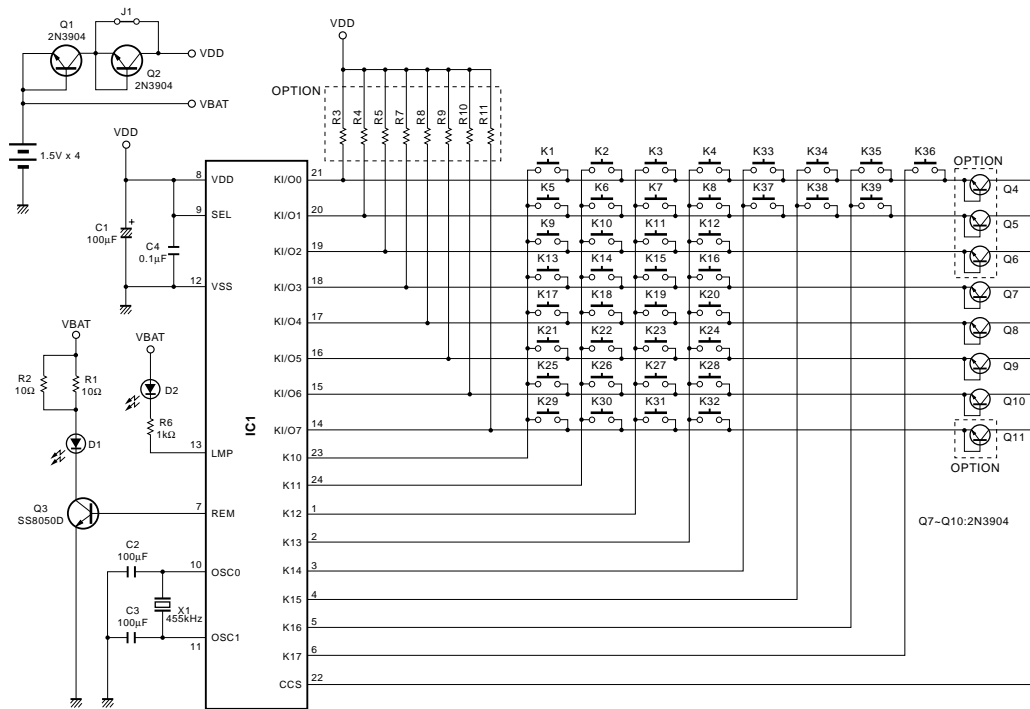 J1
Q1
2N3904
VDD
Q2
2N3904
VBAT
1.5V x 4
VDD
C1
100μF
C4
0.1μF
VBAT
R2
10Ω
R1
10Ω
D1
Q3
SS8050D
VBAT
D2
R6
1kΩ
C2
100μF
C3
100μF
X1
455kHz
8
9
12
13
7
10
11
VDD
SEL
VSS
LMP
REM
OSC0
OSC1
IC1
KI/O0
KI/O1
KI/O2
KI/O3
KI/O4
KI/O5
KI/O6
KI/O7
K10
K11
K12
K13
K14
K15
K16
K17
CCS
21
20
19
18
17
16
15
14
23
24
1
2
3
4
5
6
22
VDD
OPTION
R3 R4 R5 R7 R8 R9 R10 R11
K1 K2 K3 K4 K33 K34 K35 K36
K5 K6 K7 K8 K37 K38 K39
K9 K10 K11 K12
K13 K14 K15 K16
K17 K18 K19 K20
K21 K22 K23 K24
K25 K26 K27 K28
K29 K30 K31 K32
OPTION
Q4
Q5
Q6
Q7
Q8
Q9
Q10
Q11
OPTION
Q7~Q10:2N3904